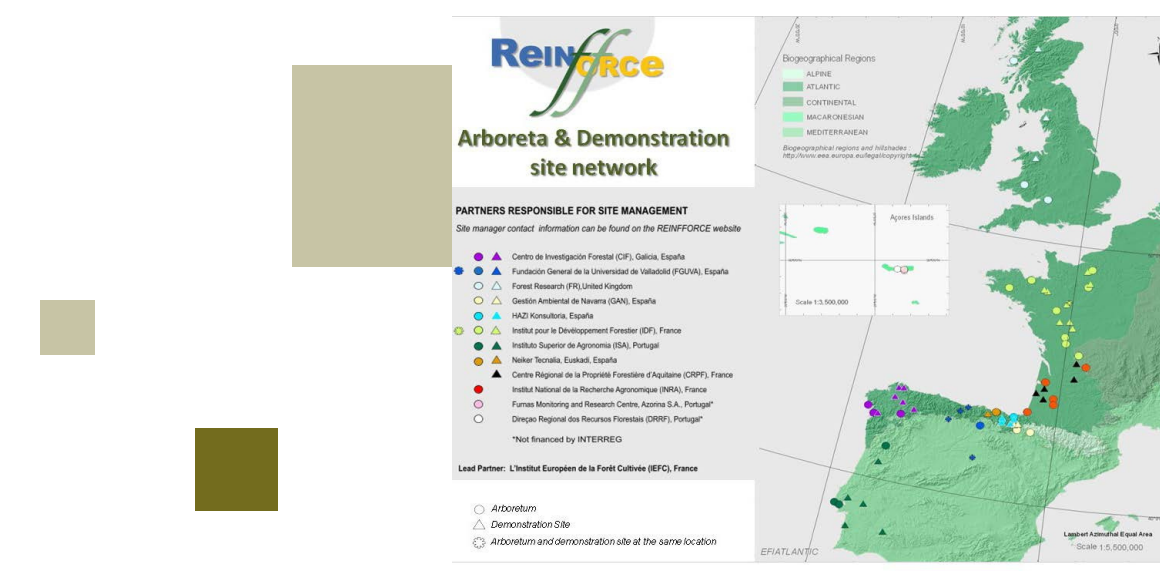 REINFFORCE
Arboreta & Demonstration
site network
PARTNERS RESPONSIBLE FOR SITE MANAGEMENT
Site manager contact information can be found on the REINFFORCE website
Centro de Investigación Forestal (CIF), Galicia, España
Fundación General de la Universidad de Valladolid (FGUVA), España
Forest Research (FR),United Kingdom
Gestión Ambiental de Navarra (GAN), España
HAZI Konsultoria, España
Institut pour le Dévéloppement Forestier (IDF), France
Instituto Superior de Agronomia (ISA), Portugal
Neiker Tecnalia, Euskadi, España
Centre Régional de la Propriété Forestière d'Aquitaine (CRPF), France
Institut National de la Recherche Agronomique (INRA), France
Furnas Monitoring and Research Centre, Azorina S.A., Portugal*
Direçao Regional dos Recursos Florestais (DRRF), Portugal*
*Not financed by INTERREG
Lead Partner: L'Institut Européen de la Forêt Cultivée (IEFC), France
Arboretum
Demonstration Site
Arboretum and demonstration site at the same location
Biogeographical Regions
ALPINE
ATLANTIC
CONTINENTAL
MACARONESIAN
MEDITERRANEAN
Biogeographical regions and hillshades :
http://www.eea.europa.eu/legal/copyright
Açores Islands
Scale 1:3,500,000
EFIATLANTIC
Lambert Azimuthal Equal Area
Scale 1:5,500,000